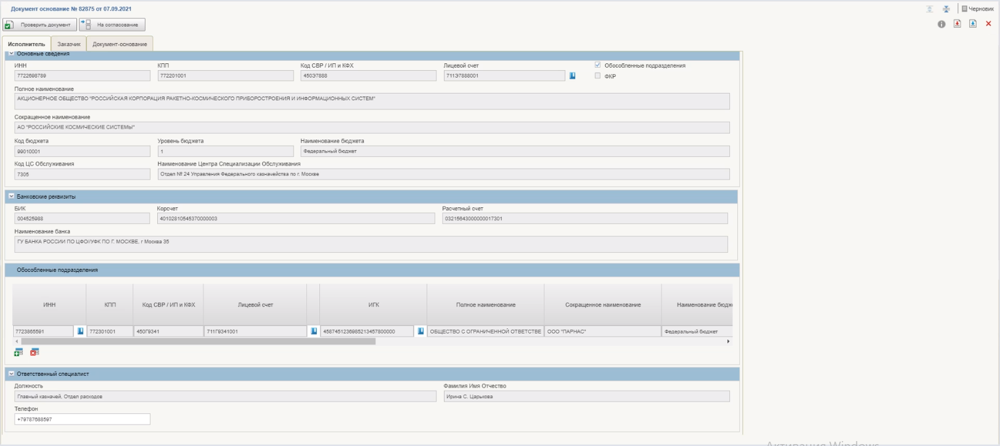 Документ основание № 82875 от 07.09.2021
Черновик
Проверить документ
На согласование
Исполнитель
Заказчик
Документ-основание
Основные сведения
ИНН
КПП
Код СВР / ИП и КФХ
Лицевой счет
Обособленные подразделения
7722698789
772201001
450Э7888
711Э7888001
ФКР
Полное наименование
АКЦИОНЕРНОЕ ОБЩЕСТВО "РОССИЙСКАЯ КОРПОРАЦИЯ РАКЕТНО-КОСМИЧЕСКОГО ПРИБОРОСТРОЕНИЯ И ИНФОРМАЦИОННЫХ СИСТЕМ"
Сокращенное наименование
АО "РОССИЙСКИЕ КОСМИЧЕСКИЕ СИСТЕМЫ"
Код бюджета
Уровень бюджета
Наименование бюджета
99010001
1
Федеральный бюджет
Код ЦС Обслуживания
Наименование Центра Специализации Обслуживания
7305
Отдел № 24 Управления Федерального казначейства по г. Москве
Банковские реквизиты
БИК
Корсчет
Расчетный счет
004525988
40102810545370000003
03215643000000017301
Наименование банка
ГУ БАНКА РОССИИ ПО ЦФО//УФК ПО Г. МОСКВЕ, г Москва 35
Обособленные подразделения
ИНН
КПП
Код СВР / ИП и КФХ
Лицевой счет
ИГК
Полное наименование
Сокращенное наименование
Наименование бюдж
7723865591
772301001
450Г9341
711Г9341001
4587451236985213457800000
ОБЩЕСТВО С ОГРАНИЧЕННОЙ ОТВЕТСТВЕ
ООО "ПАРНАС"
Федеральный бюджет
Ответственный специалист
Должность
Фамилия Имя Отчество
Главный казначей, Отдел расходов
Ирина С. Царькова
Телефон
+79787688597
Активация Windows